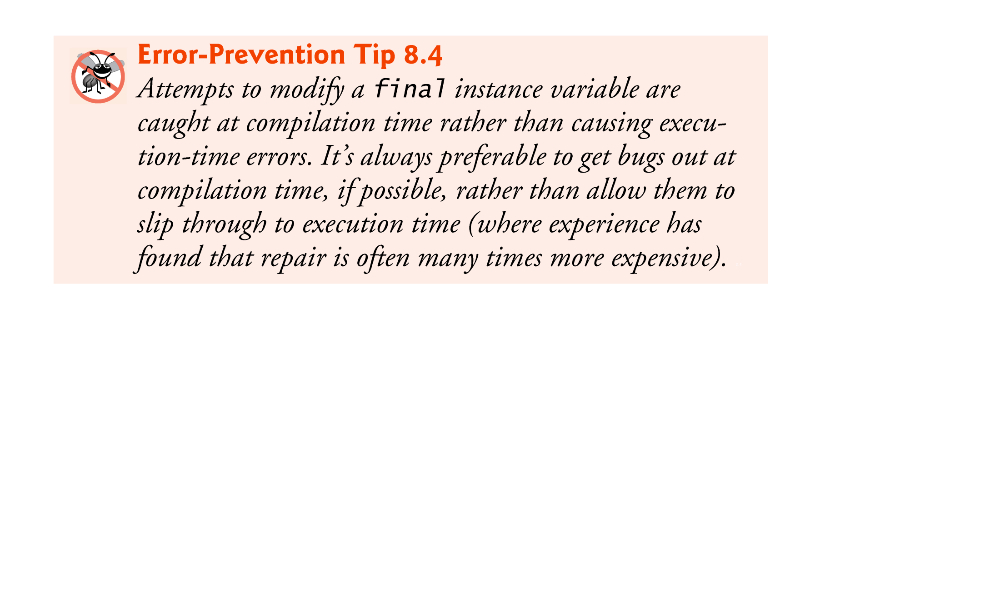 Error-Prevention Tip 8.4
Attempts to modify a final instance variable are
caught at compilation time rather than causing execu-
tion-time errors. It’s always preferable to get bugs out at
compilation time, if possible, rather than allow them to
slip through to execution time (where experience has
found that repair is often many times more expensive).